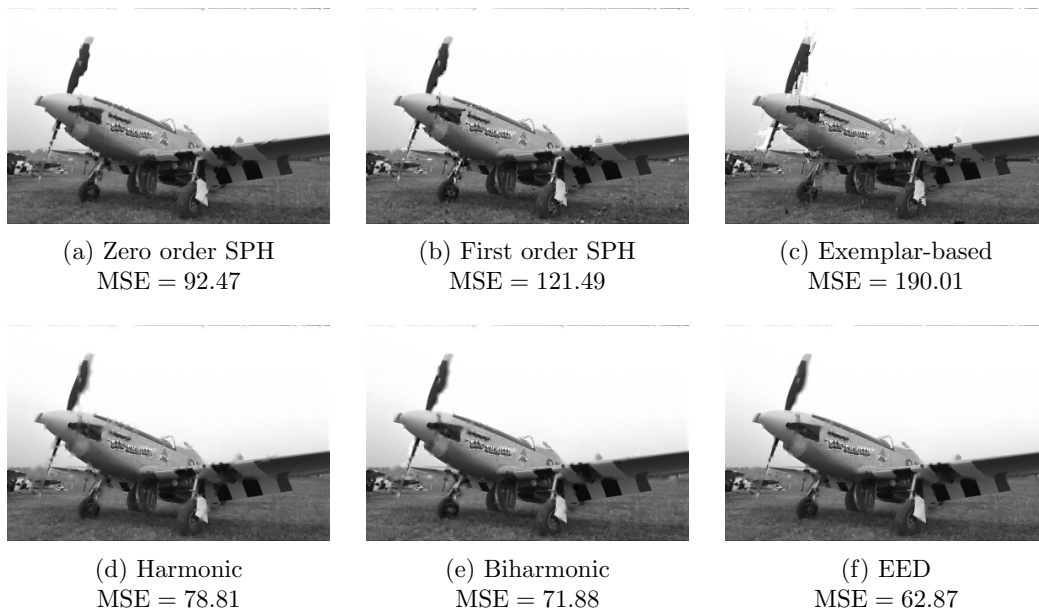 (a) Zero order SPH
MSE = 92.47
(b) First order SPH
MSE = 121.49
(c) Exemplar-based
MSE = 190.01
(d) Harmonic
MSE = 78.81
(e) Biharmonic
MSE = 71.88
(f) EED
MSE = 62.87